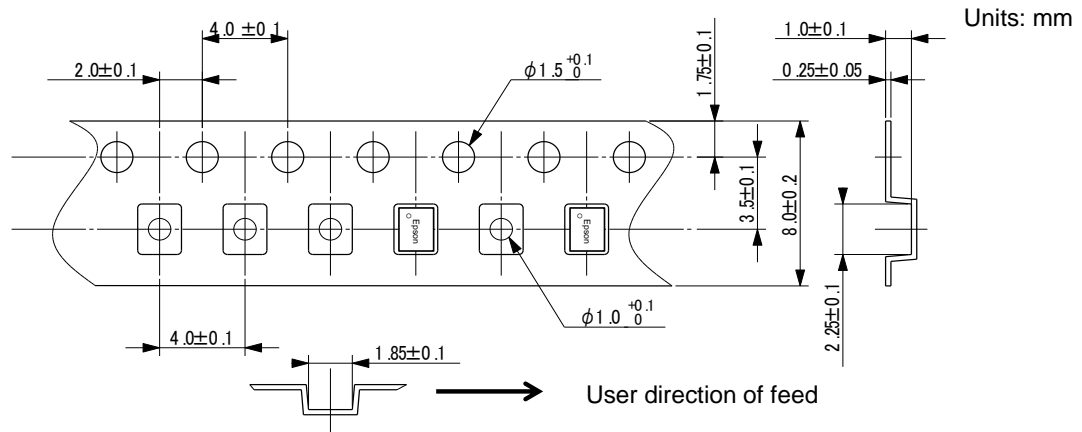 Units: mm
4.0 ±0.1
1.0±0.1
2.0±0.1
φ1.5 +0.1 0
1.75±0.1
0.25±0.05
3.5±0.1
8.0±0.2
Epson
Epson
2.25±0.1
φ1.0 +0.1 0
4.0±0.1
1.85±0.1
User direction of feed